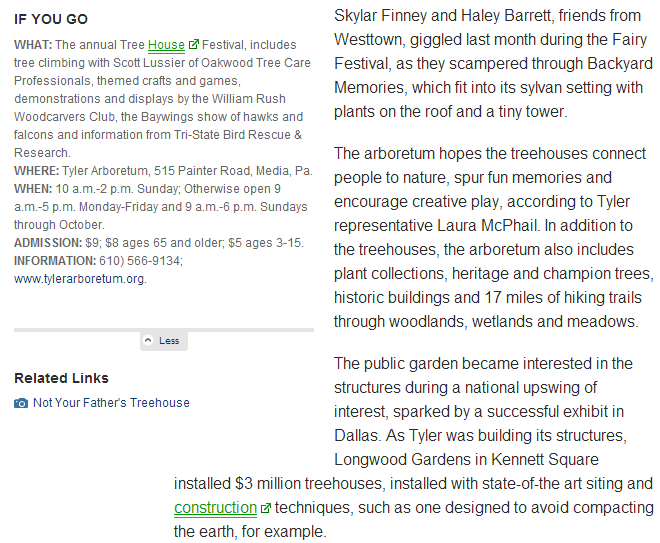 IF YOU GO
WHAT: The annual Tree House Festival, includes
tree climbing with Scott Lussier of Oakwood Tree Care
Professionals, themed crafts and games,
demonstrations and displays by the William Rush
Woodcarvers Club, the Baywings show of hawks and
falcons and information from Tri-State Bird Rescue &
Research.
WHERE: Tyler Arboretum, 515 Painter Road, Media, Pa.
WHEN: 10 a.m.-2 p.m. Sunday; Otherwise open 9
a.m.-5 p.m. Monday-Friday and 9 a.m.-6 p.m. Sundays
through October.
ADMISSION: $9; $8 ages 65 and older; $5 ages 3-15.
INFORMATION: 610) 566-9134;
www.tylerarboretum.org.
Less
Related Links
Not Your Father's Treehouse
Skylar Finney and Haley Barrett, friends from
Westtown, giggled last month during the Fairy
Festival, as they scampered through Backyard
Memories, which fit into its sylvan setting with
plants on the roof and a tiny tower.
The arboretum hopes the treehouses connect
people to nature, spur fun memories and
encourage creative play, according to Tyler
representative Laura McPhail. In addition to
the treehouses, the arboretum also includes
plant collections, heritage and champion trees,
historic buildings and 17 miles of hiking trails
through woodlands, wetlands and meadows.
The public garden became interested in the
structures during a national upswing of
interest, sparked by a successful exhibit in
Dallas. As Tyler was building its structures,
Longwood Gardens in Kennett Square
installed $3 million treehouses, installed with state-of-the art siting and
construction techniques, such as one designed to avoid compacting
the earth, for example.